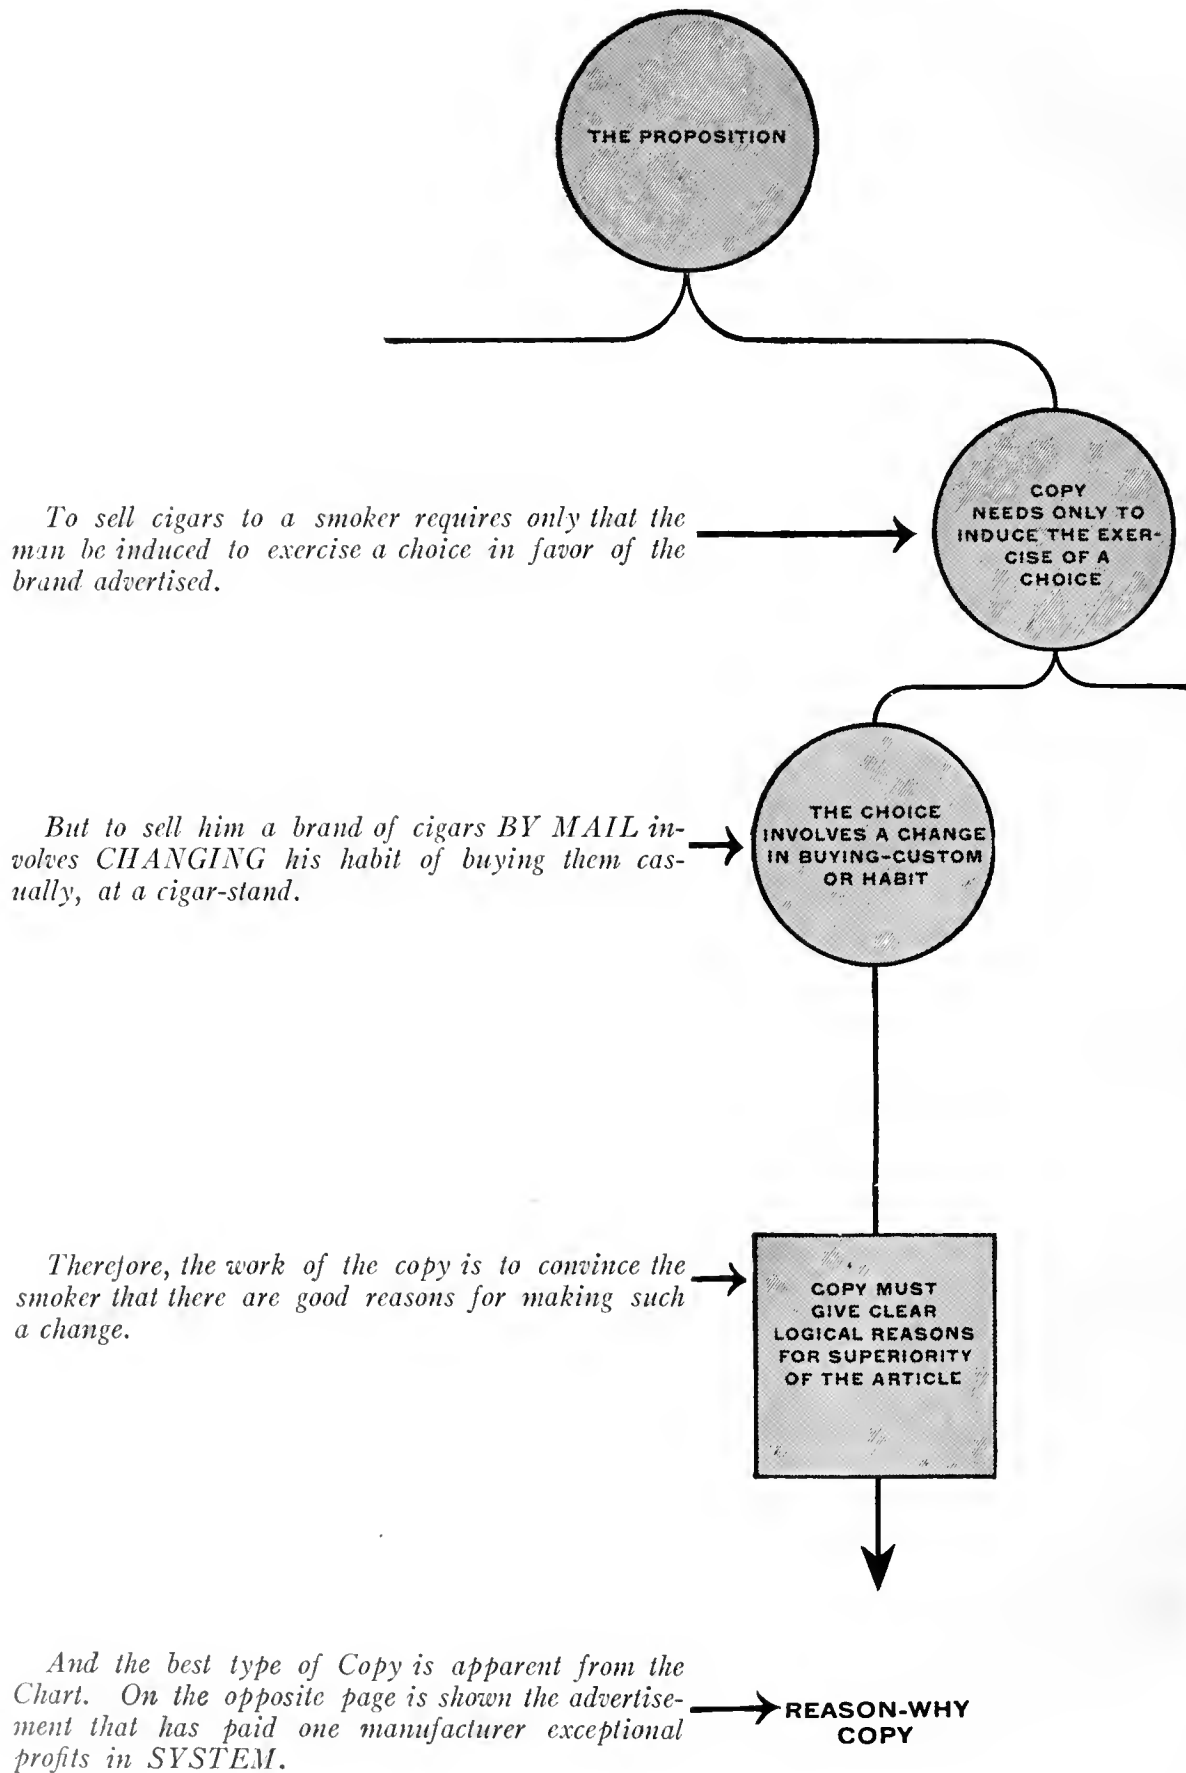 THE PROPOSITION
To sell cigars to a smoker requires only that the
man be induced to exercise a choice in favor of the
brand advertised.
COPY
NEEDS ONLY TO
INDUCE THE EXER-
CISE OF A
CHOICE
But to sell him a brand of cigars BY MAIL in-
volves CHANGING his habit of buying them cas-
ually, at a cigar-stand.
THE CHOICE
INVOLVES A CHANGE
IN BUYING-CUSTOM
OR HABIT
Therefore, the work of the copy is to convince the
smoker that there are good reasons for making such
a change.
COPY MUST
GIVE CLEAR
LOGICAL REASONS
FOR SUPERIORITY
OF THE ARTICLE
And the best type of Copy is apparent from the
Chart. On the opposite page is shown the advertise-
ment that has paid one manufacturer exceptional
profits in SYSTEM.
REASON-WHY
COPY